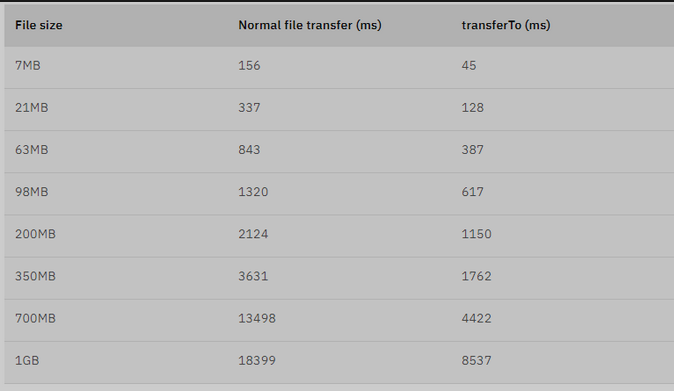 File size Normal file transfer (ms) transferTo (ms)
7MB 156 45
21MB 337 128
63MB 843 387
98MB 1320 617
200MB 2124 1150
350MB 3631 1762
700MB 13498 4422
1GB 18399 8537